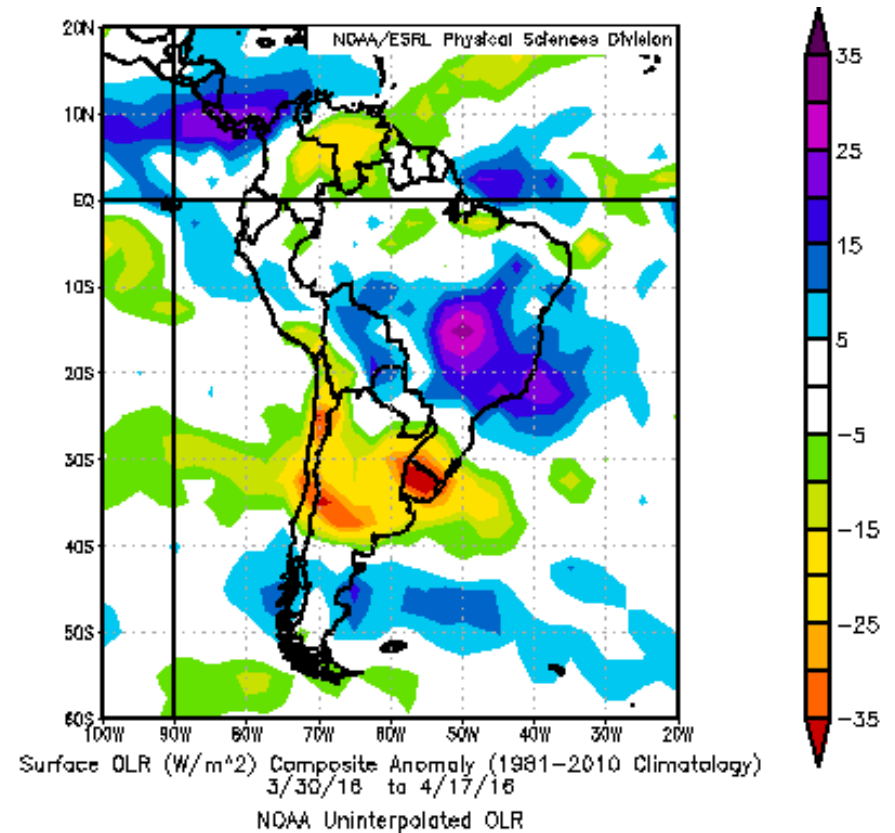 20N
NOAA/ESRL Physical Sciences Division
10N
EQ
10S
20S
30S
40S
50S
60S
100W 90W 80W 70W 60W 50W 40W 30W 20W
35
25
15
5
-5
-15
-25
-35
Surface OLR (W/m^2) Composite Anomaly (1981-2010 Climatology)
3/30/16 to 4/17/16
NOAA Uninterpolated OLR